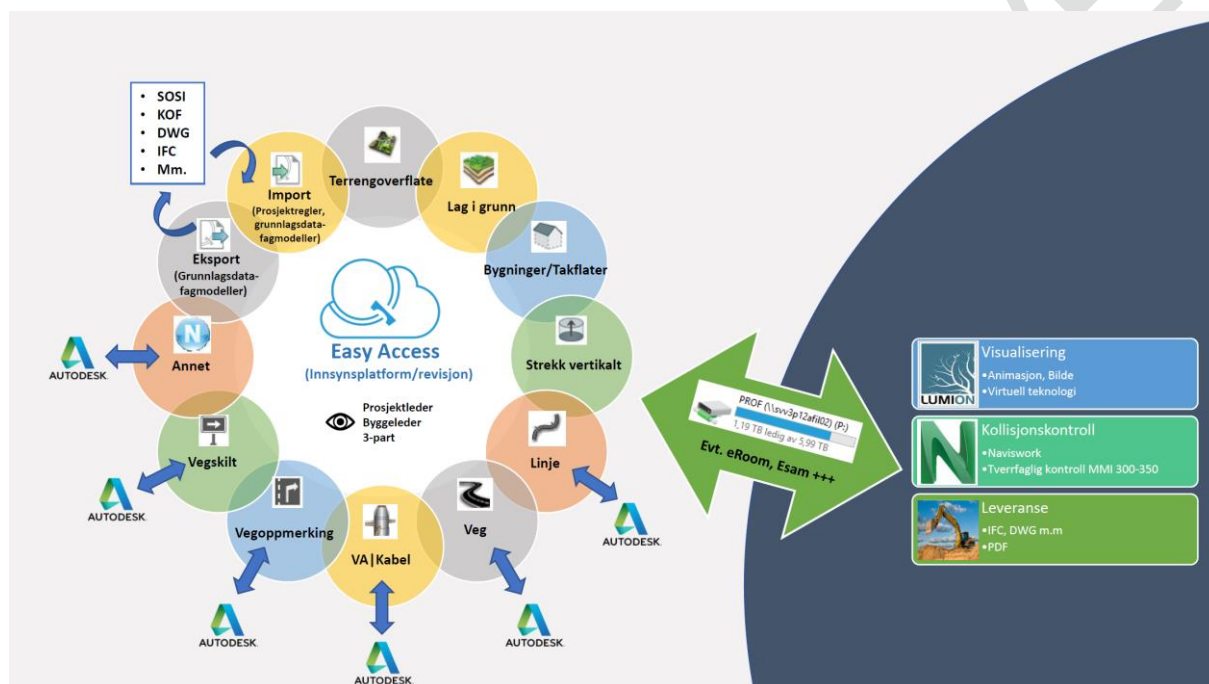 • SOSI
• KOF
• DWG
• IFC
• Mm.
Import
(Prosjektregler,
grunnlagsdata-
fagmodeller)
Terrengoverflate
Lag i grunn
Bygninger/Takflater
Strekk vertikalt
Linje
Veg
VA|Kabel
Vegoppmerking
Vegskilt
N
Annet
Eksport
(Grunnlagsdata-
fagmodeller)
Easy Access
(Innsynsplatform/revisjon)
Prosjektleder
Byggeleder
3-part
AUTODESK.
AUTODESK.
AUTODESK.
AUTODESK.
AUTODESK.
AUTODESK.
PROF (\\svv3p12afil02) (P:)
1,19 TB ledig av 5,99 TB
Evt. eRoom, Esam +++
LUMION
Visualisering
•Animasjon, Bilde
•Virtuell teknologi
Kollisjonskontroll
•Naviswork
•Tverrfaglig kontroll MMI 300-350
Leveranse
•IFC, DWG m.m
•PDF